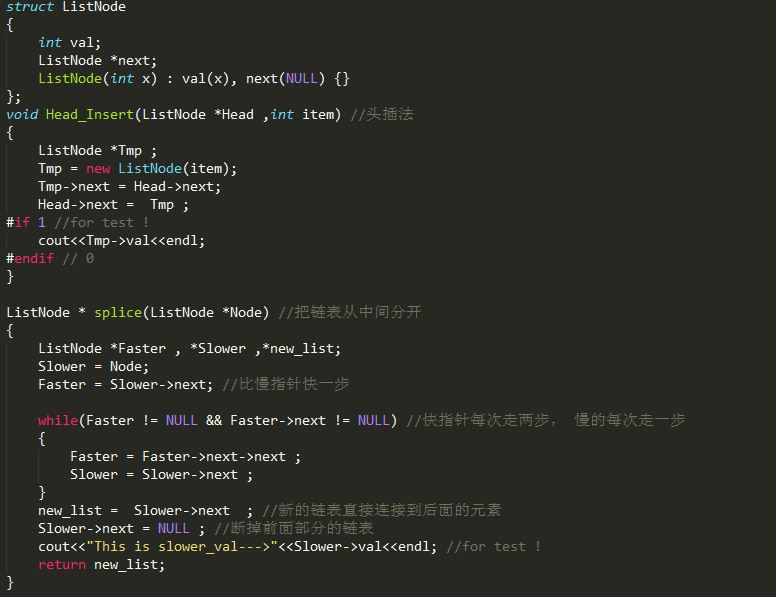 struct ListNode
{
    int val;
    ListNode *next;
    ListNode(int x) : val(x), next(NULL) {}
};
void Head_Insert(ListNode *Head ,int item) //头插法
{
    ListNode *Tmp ;
    Tmp = new ListNode(item);
    Tmp->next = Head->next;
    Head->next =  Tmp ;
#if 1 //for test !
    cout<<Tmp->val<<endl;
#endif // 0
}

ListNode * splice(ListNode *Node) //把链表从中间分开
{
    ListNode *Faster , *Slower ,*new_list;
    Slower = Node;
    Faster = Slower->next; //比慢指针快一步

    while(Faster != NULL && Faster->next != NULL) //快指针每次走两步， 慢的每次走一步
    {
        Faster = Faster->next->next ;
        Slower = Slower->next ;
    }
    new_list =  Slower->next  ; //新的链表直接连接到后面的元素
    Slower->next = NULL ; //断掉前面部分的链表
    cout<<"This is slower_val--->"<<Slower->val<<endl; //for test !
    return new_list;
}